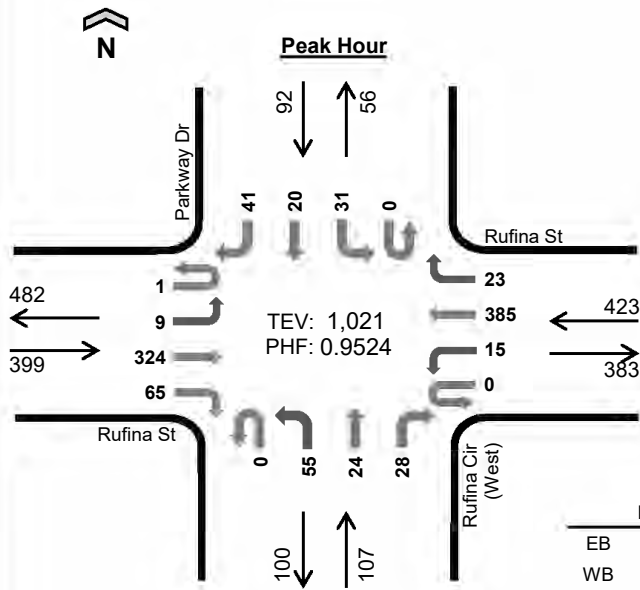 N
Peak Hour
92
56
Parkway Dr
41
20
31
0
Rufina St
482
1
23
423
9
TEV: 1,021
385
399
324
PHF: 0.9524
15
383
65
0
Rufina St
0
55
24
28
Rufina Cir
(West)
100
107
EB
WB